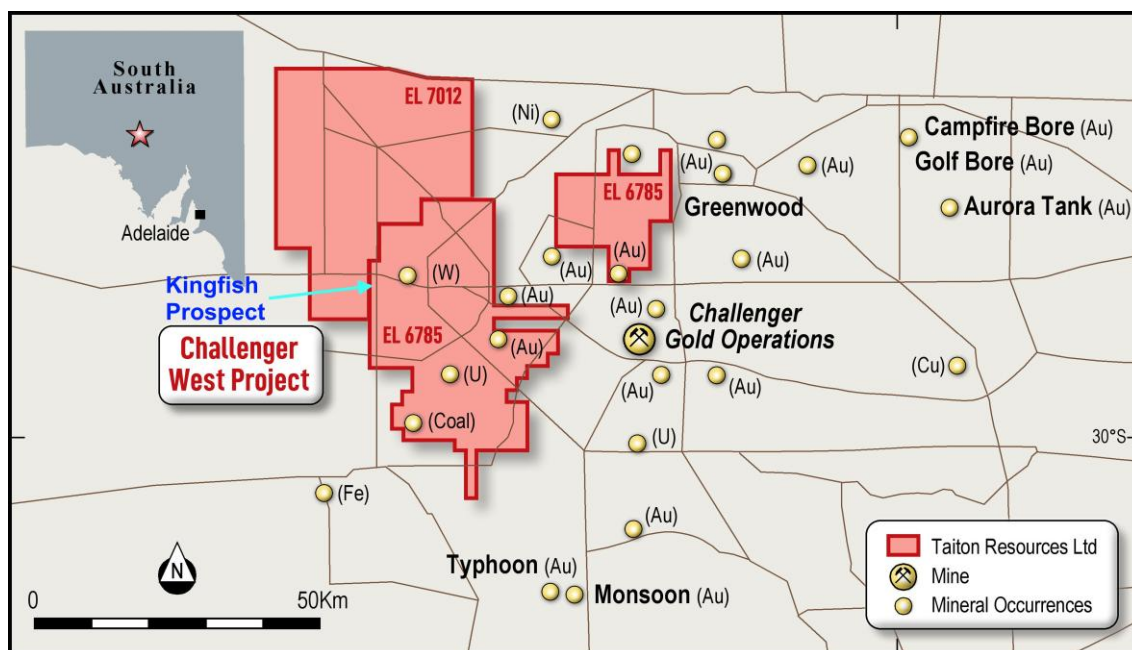 South
Australia
Adelaide
EL 7012
(Ni)
Campfire Bore (Au)
(Au)
(Au)
Golf Bore (Au)
EL 6785
Greenwood
Aurora Tank (Au)
(W)
(Au)
(Au)
(Au)
Kingfish
Prospect
(Au)
(Au)
Challenger
Gold Operations
Challenger
West Project
EL 6785
(Au)
(U)
(Au)
(Au)
(Cu)
(Coal)
(U)
30°S
(Fe)
(Au)
N
Typhoon (Au)
Monsoon (Au)
0
50Km
Taiton Resources Ltd
Mine
Mineral Occurrences